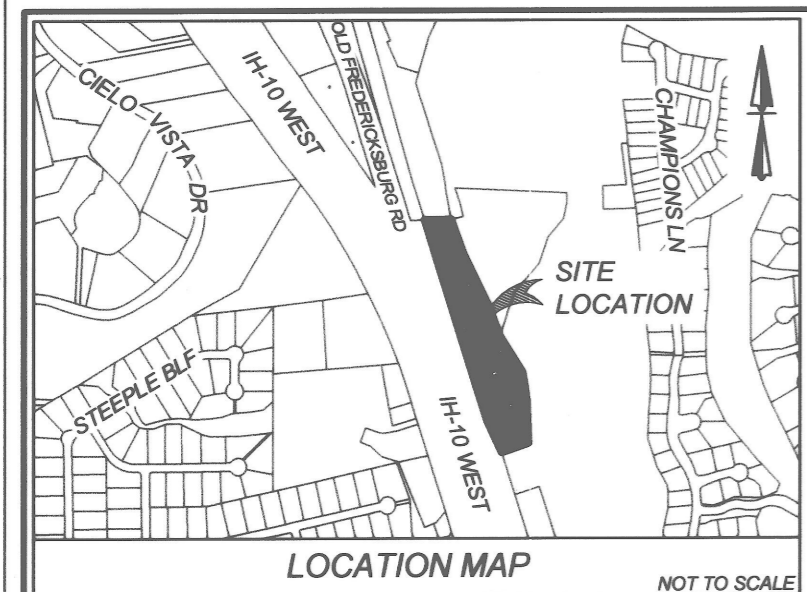 CIELO VISTA DR
IH-10 WEST
OLD FREDERICKSBURG RD
CHAMPIONS LN
SITE
LOCATION
STEEPLE BLF
IH-10 WEST
LOCATION MAP
NOT TO SCALE